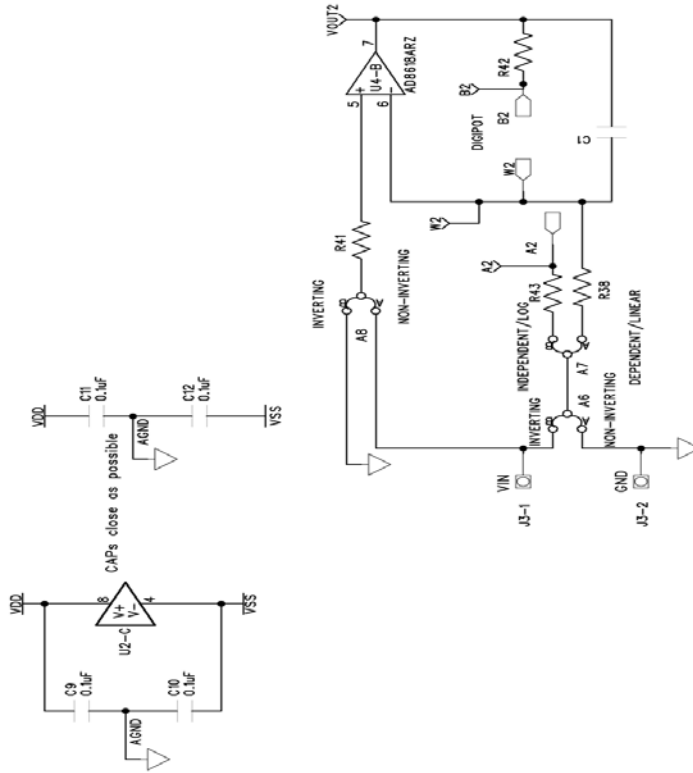 VDD
C9
0.1uF
AGND
C10
0.1uF
VSS
8
V+
V-
4
U2-C
CAPs close as possible
VDD
C11
0.1uF
AGND
C12
0.1uF
VSS
INVERTING
B
A
A8
NON-INVERTING
R41
5
6
+
-
U4-B
7
AD8618ARZ
VOUT2
W2
W2
DIGIPOT
B2
B2
R42
C1
VIN
J3-1
GND
J3-2
INVERTING
B
A
A6
NON-INVERTING
INDEPENDENT/LOG
B
A
A7
DEPENDENT/LINEAR
R43
R38
A2
A2